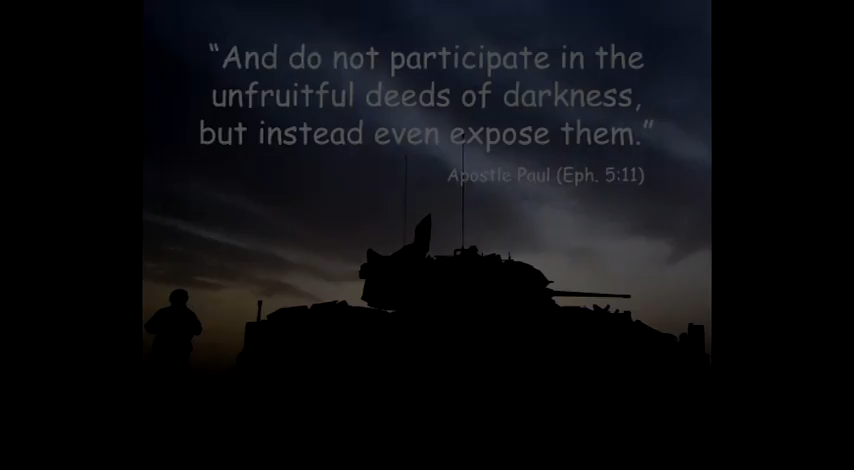 “And do not participate in the
unfruitful deeds of darkness,
but instead even expose them.”
Apostle Paul (Eph. 5:11)